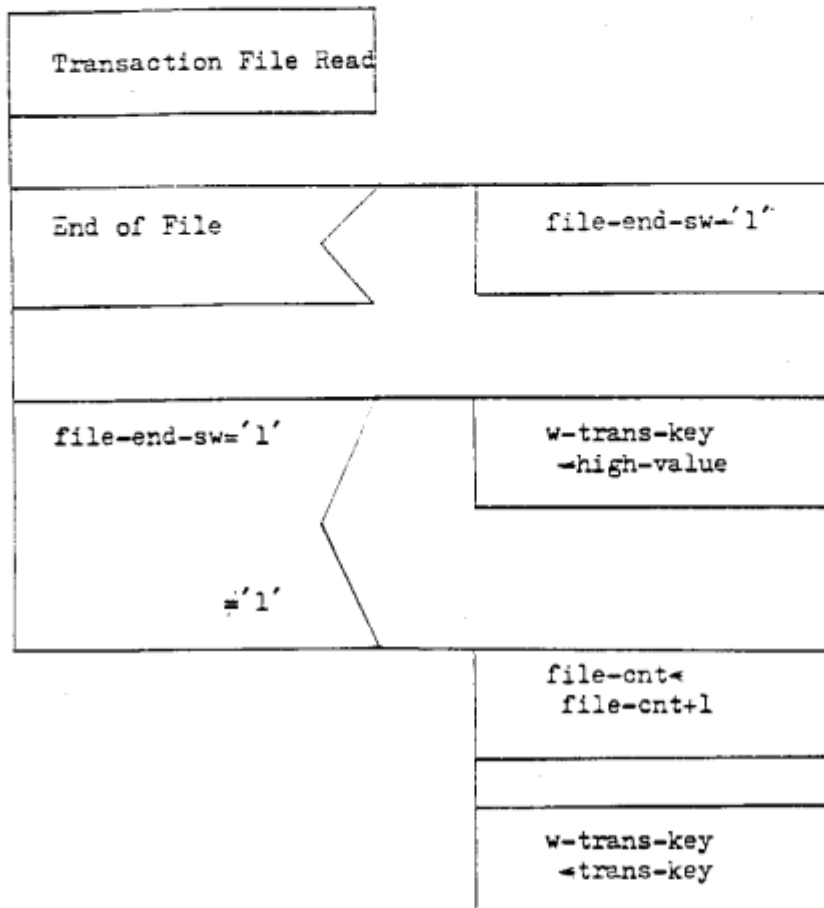 Transaction File Read
End of File
file-end-sw←'1'
file-end-sw='1'
w-trans-key
←high-value
≠'1'
file-cnt←
file-cnt+1
w-trans-key
←trans-key